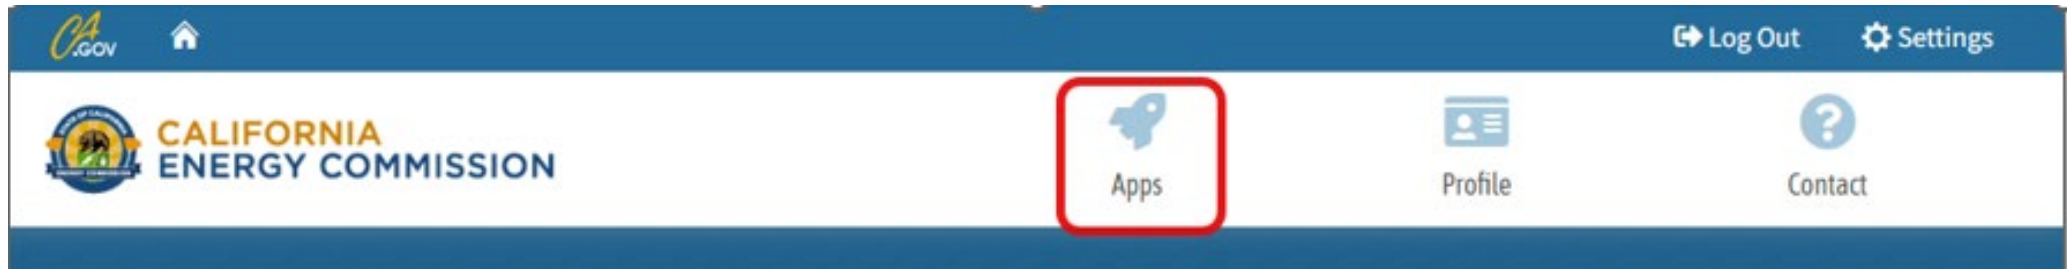 CA.GOV
Log Out
Settings
CALIFORNIA
ENERGY COMMISSION
Apps
Profile
Contact